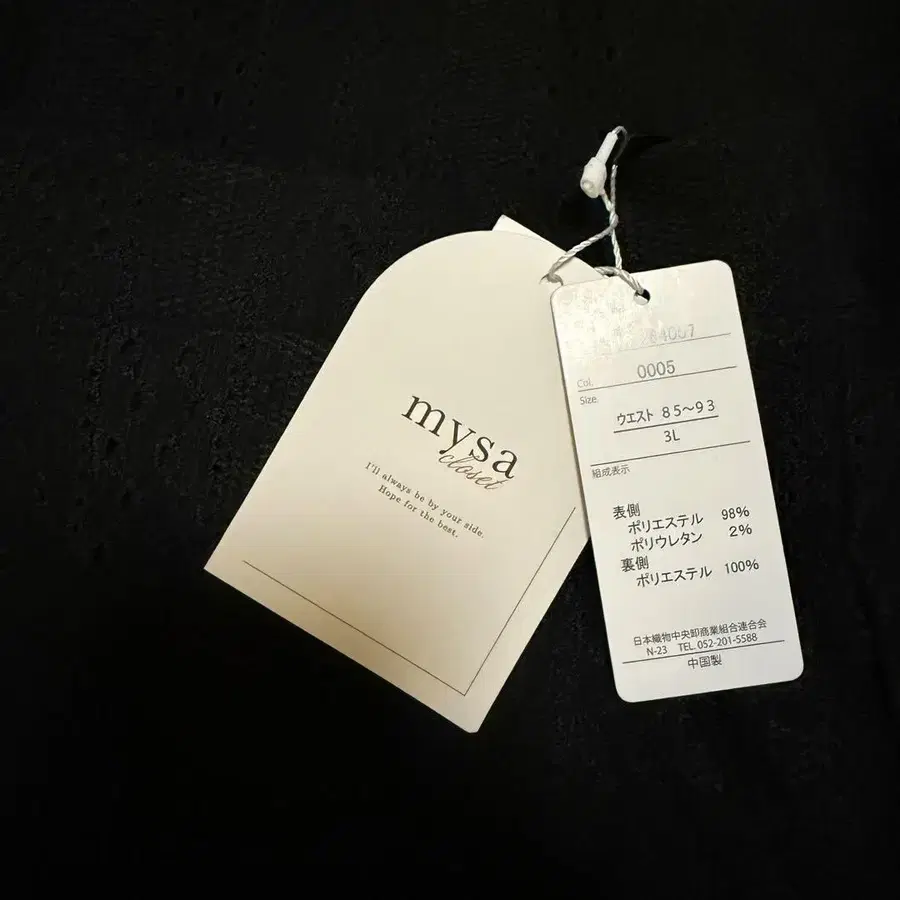 mysa
closet
I'll always be by your side.
Hope for the best.
Col. 0005
Size.
ウエスト 85～93
3L
組成表示
表側
ポリエステル 98%
ポリウレタン 2%
裏側
ポリエステル 100%
日本織物中央卸商業組合連合会
N-23 TEL. 052-201-5588
中国製